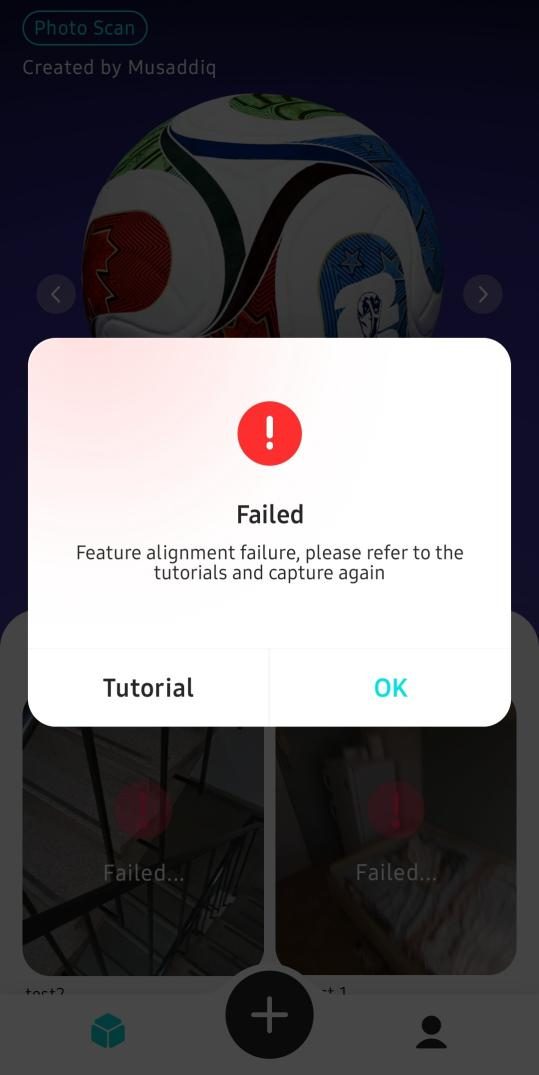 Photo Scan
Created by Musaddiq
Failed
Feature alignment failure, please refer to the
tutorials and capture again
Tutorial
OK
Failed...
Failed...
test2